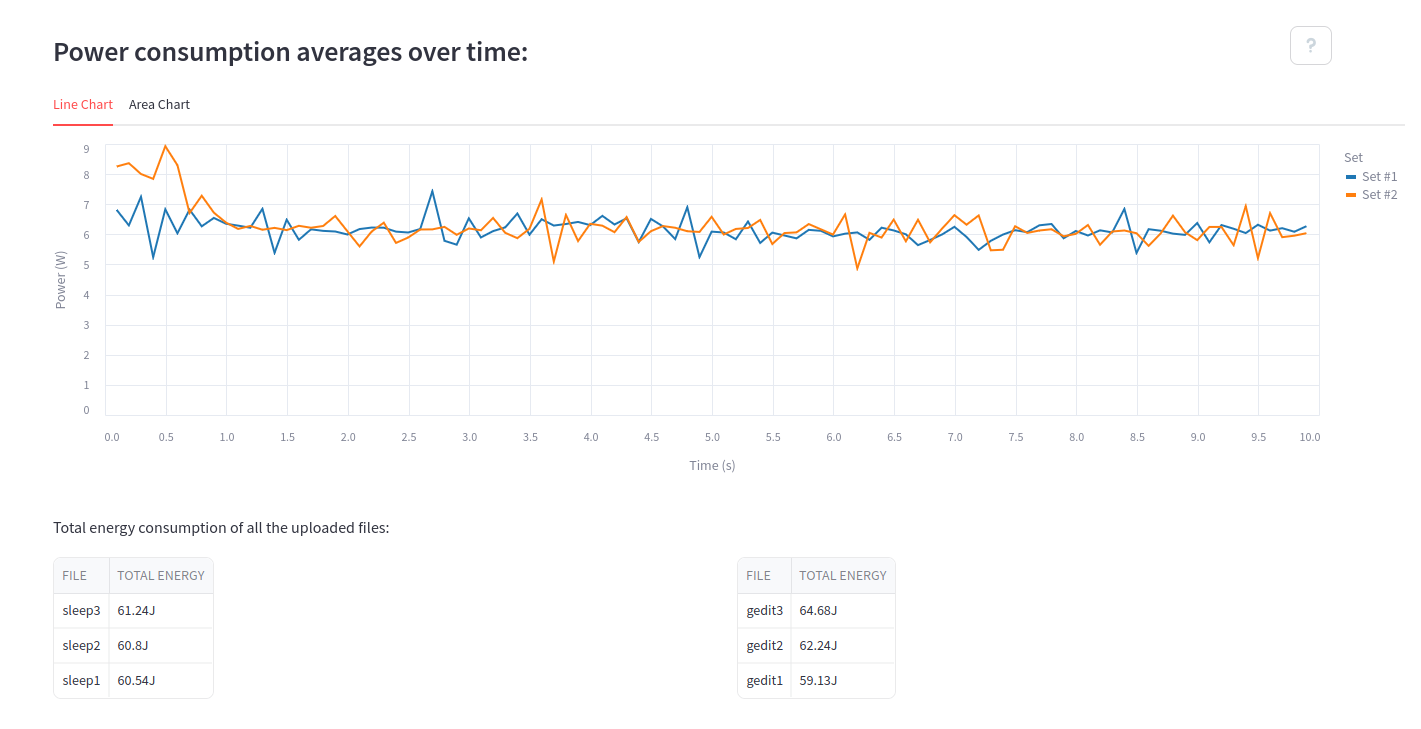 Power consumption averages over time:
?
Line Chart Area Chart
9
8
7
6
5
4
3
2
1
0
Power (W)
0.0 0.5 1.0 1.5 2.0 2.5 3.0 3.5 4.0 4.5 5.0 5.5 6.0 6.5 7.0 7.5 8.0 8.5 9.0 9.5 10.0
Time (s)
Set
Set #1
Set #2
Total energy consumption of all the uploaded files:
FILE TOTAL ENERGY
sleep3 61.24J
sleep2 60.8J
sleep1 60.54J
FILE TOTAL ENERGY
gedit3 64.68J
gedit2 62.24J
gedit1 59.13J